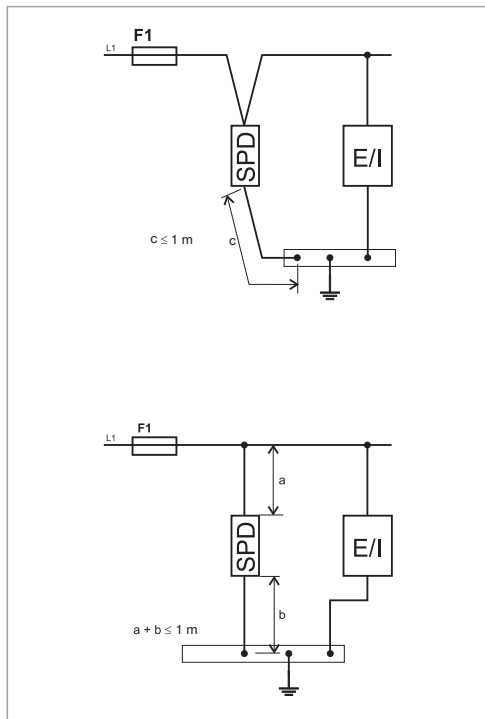 F1
L1
SPD
E/I
c ≤ 1 m
c
F1
L1
a
SPD
E/I
b
a + b ≤ 1 m